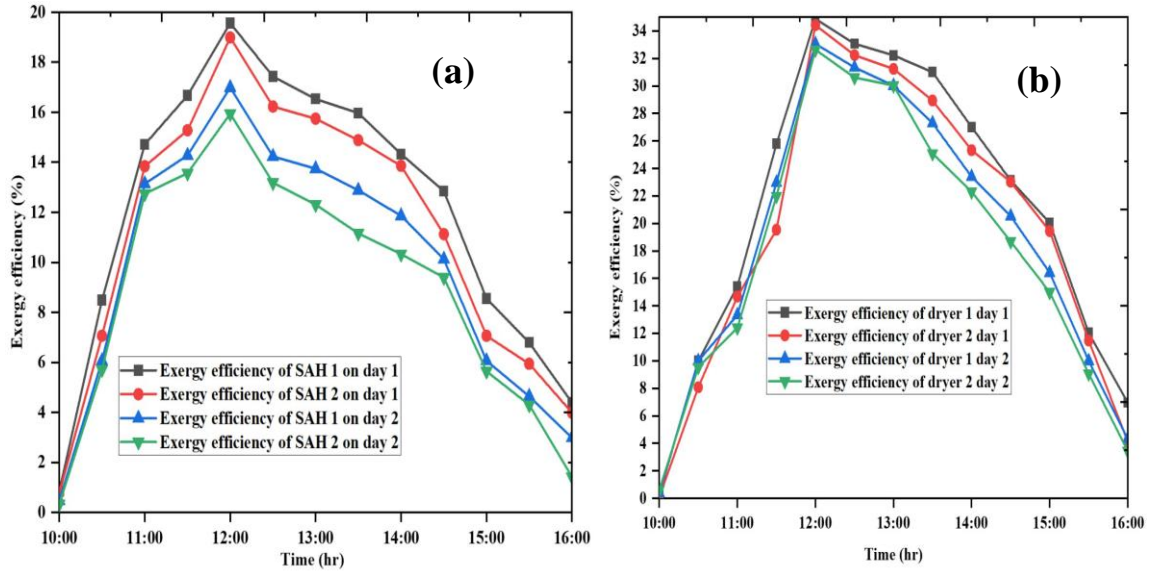 20
18
16
14
12
10
8
6
4
2
0
Exergy efficiency (%)
(a)
Exergy efficiency of SAH 1 on day 1
Exergy efficiency of SAH 2 on day 1
Exergy efficiency of SAH 1 on day 2
Exergy efficiency of SAH 2 on day 2
10:00 11:00 12:00 13:00 14:00 15:00 16:00
Time (hr)
34
32
30
28
26
24
22
20
18
16
14
12
10
8
6
4
2
0
Exergy efficiency (%)
(b)
Exergy efficiency of dryer 1 day 1
Exergy efficiency of dryer 2 day 1
Exergy efficiency of dryer 1 day 2
Exergy efficiency of dryer 2 day 2
10:00 11:00 12:00 13:00 14:00 15:00 16:00
Time (hr)